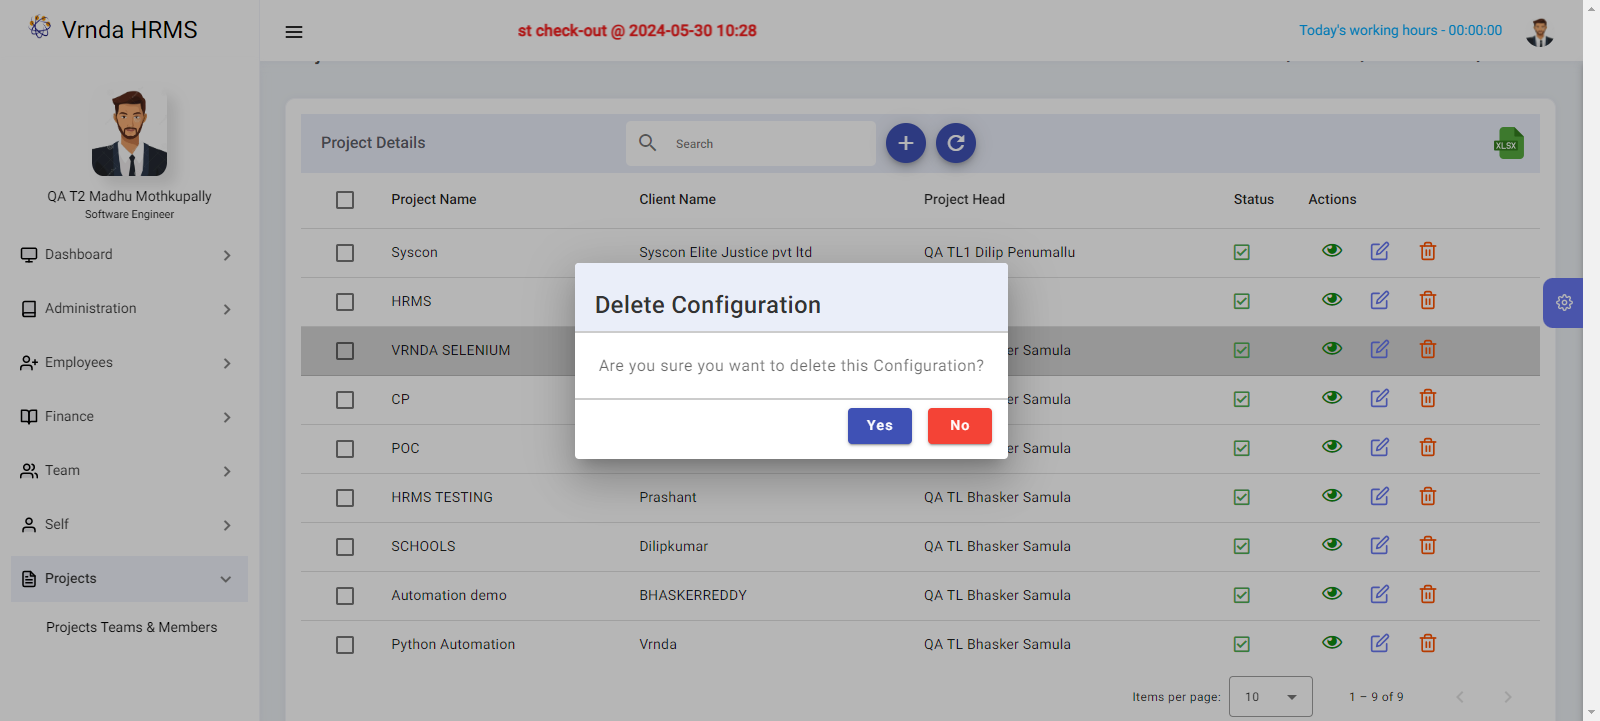 Vrnda HRMS
st check-out @ 2024-05-30 10:28
Today's working hours - 00:00:00
QA T2 Madhu Mothkupally
Software Engineer
Dashboard
Administration
Employees
Finance
Team
Self
Projects
Projects Teams & Members
Project Details
Search
XLSX
Project Name Client Name Project Head Status Actions
Syscon Syscon Elite Justice pvt ltd QA TL1 Dilip Penumallu
HRMS
VRNDA SELENIUM er Samula
CP er Samula
POC er Samula
HRMS TESTING Prashant QA TL Bhasker Samula
SCHOOLS Dilipkumar QA TL Bhasker Samula
Automation demo BHASKERREDDY QA TL Bhasker Samula
Python Automation Vrnda QA TL Bhasker Samula
Items per page: 10 1 – 9 of 9
Delete Configuration
Are you sure you want to delete this Configuration?
Yes No